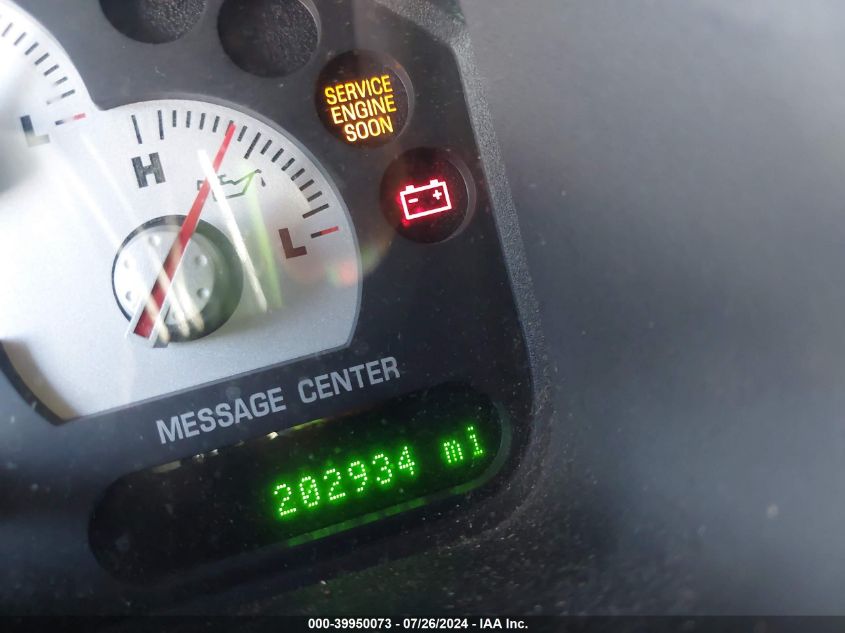 SERVICE
ENGINE
SOON
L
H
L
MESSAGE CENTER
202934 mi
000-39950073 - 07/26/2024 - IAA Inc.